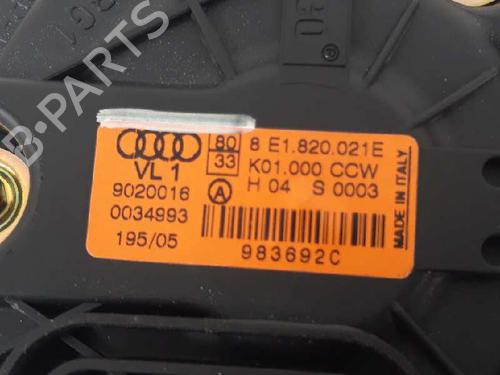 VL 1
9020016
0034993
195/05
80
33
A
8 E1.820.021E
K01.000 CCW
H 04 S 0003
983692C
MADE IN ITALY
B-PARTS